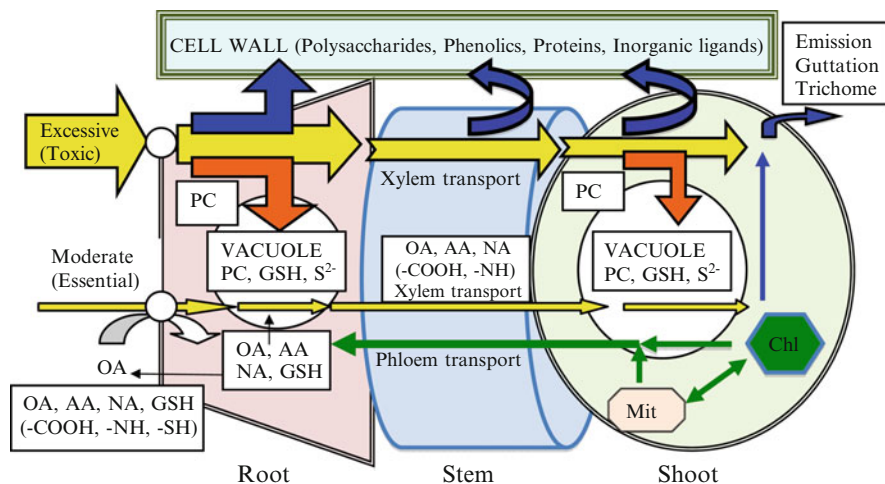 CELL WALL (Polysaccharides, Phenolics, Proteins, Inorganic ligands)
Emission
Guttation
Trichome
Excessive
(Toxic)
PC
Xylem transport
PC
Moderate
(Essential)
VACUOLE
PC, GSH, S²⁻
OA, AA, NA
(-COOH, -NH)
Xylem transport
VACUOLE
PC, GSH, S²⁻
OA
OA, AA
NA, GSH
Phloem transport
Chl
Mit
OA, AA, NA, GSH
(-COOH, -NH, -SH)
Root
Stem
Shoot